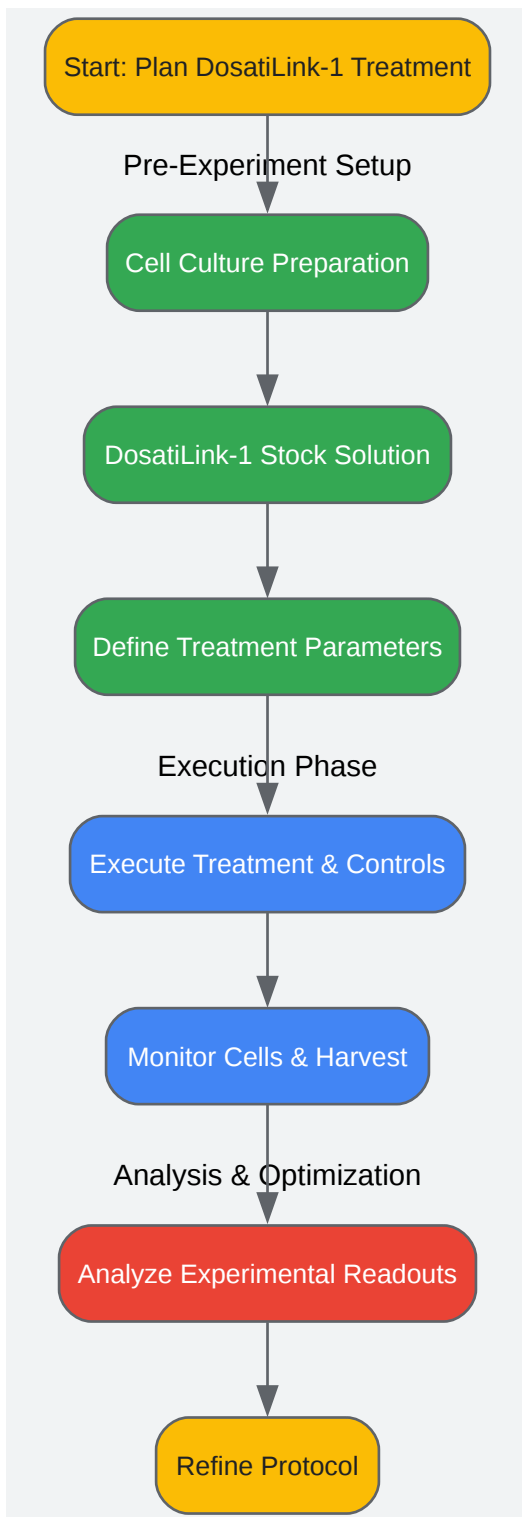 Start: Plan DosatiLink-1 Treatment
Pre-Experiment Setup
Cell Culture Preparation
DosatiLink-1 Stock Solution
Define Treatment Parameters
Execution Phase
Execute Treatment & Controls
Monitor Cells & Harvest
Analysis & Optimization
Analyze Experimental Readouts
Refine Protocol